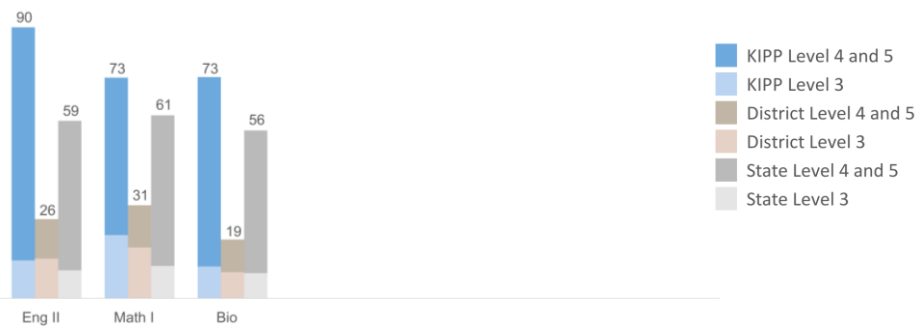 90
73
73
59
61
56
26
31
19
Eng II
Math I
Bio
KIPP Level 4 and 5
KIPP Level 3
District Level 4 and 5
District Level 3
State Level 4 and 5
State Level 3